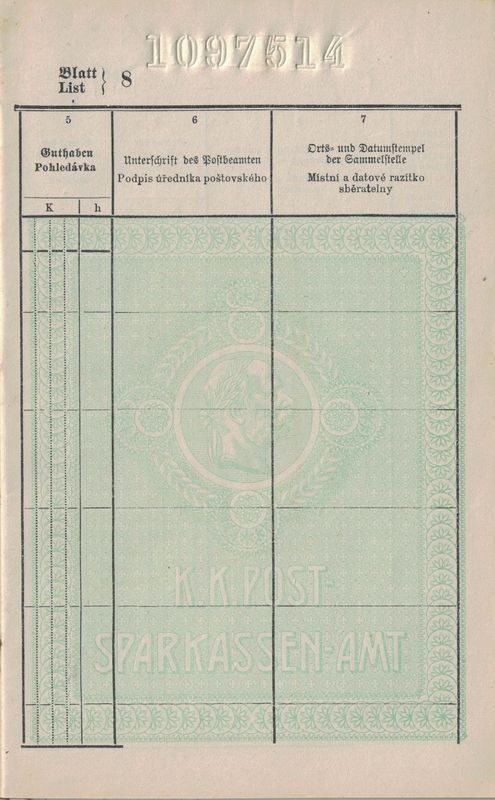 1097514
Blatt
List } 8
5
6
7
Guthaben
Pohledávka
Unterschrift des Postbeamten
Podpis úředníka poštovského
Orts- und Datumstempel
der Sammelstelle
Místní a datové razítko
sběratelny
K h
K.K.POST-
SPARKASSEN-AMT